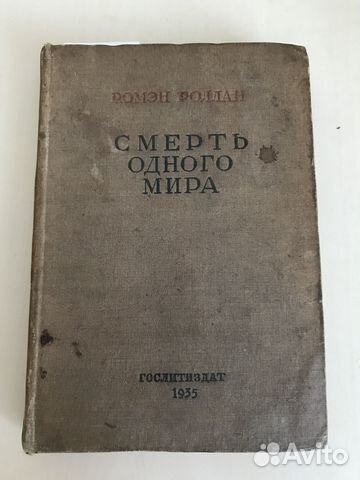 РОМЭН РОЛЛАН
СМЕРТЬ
ОДНОГО
МИРА
ГОСЛИТИЗДАТ
1935
Avito